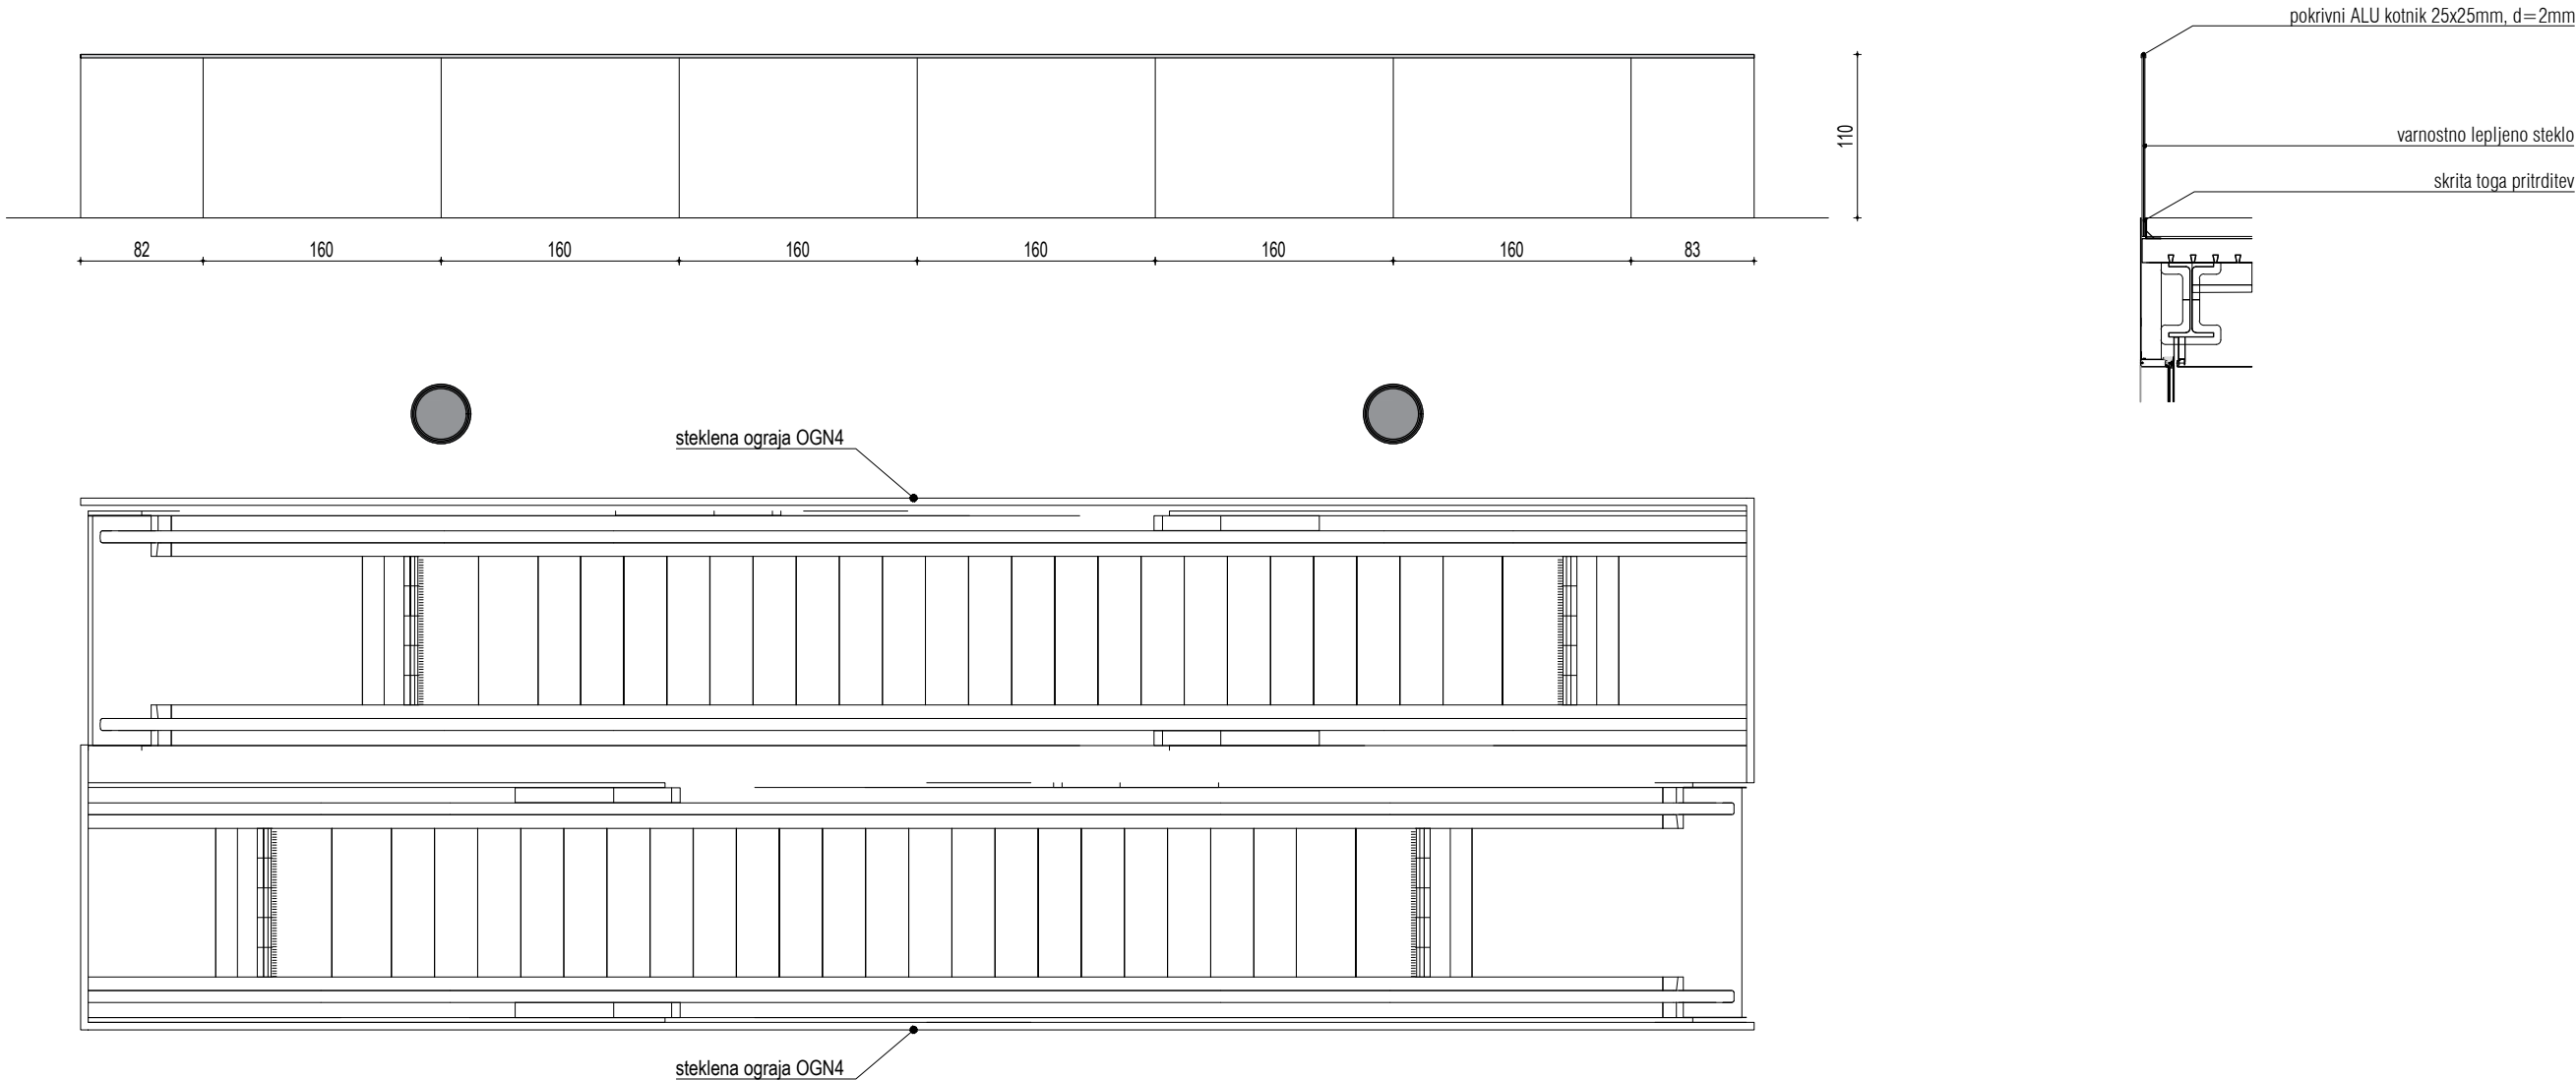 pokrivni ALU kotnik 25x25mm, d=2mm
110
varnostno lepljeno steklo
skrita toga pritrditev
82 160 160 160 160 160 160 83
steklena ograja OGN4
steklena ograja OGN4